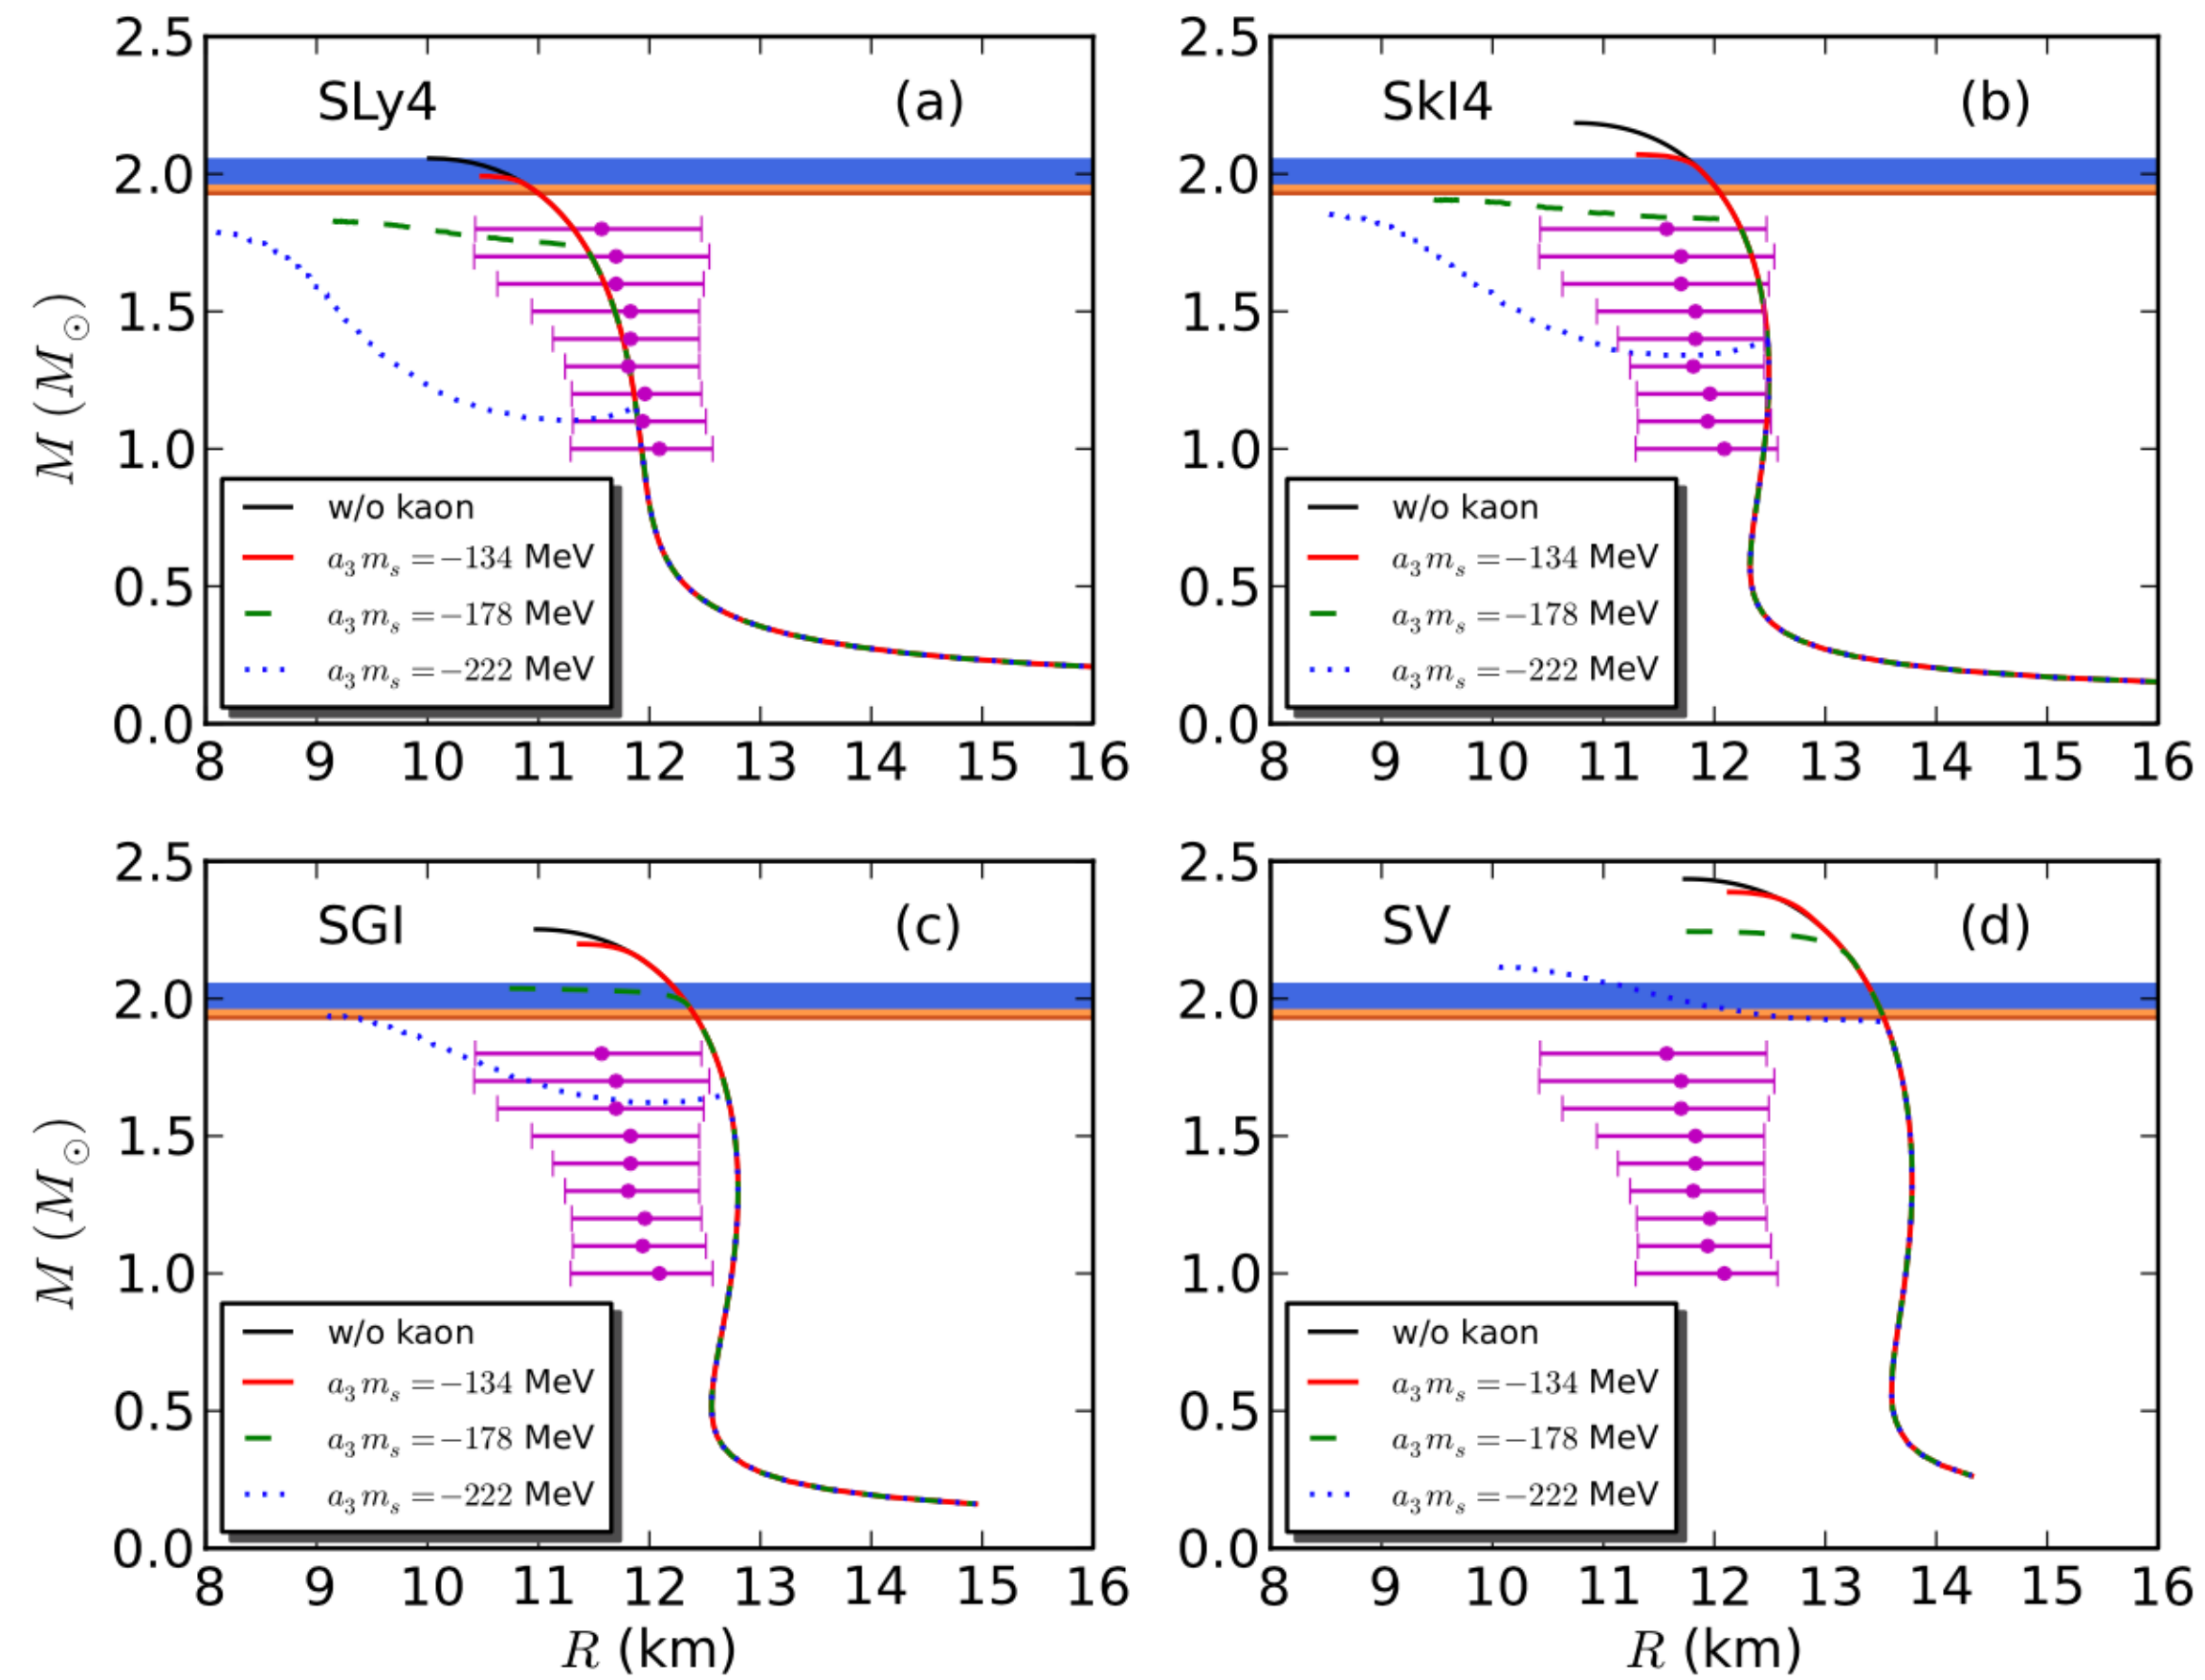 SLy4 (a)
2.5
2.0
1.5
1.0
0.5
0.0
M (M⊙)
w/o kaon
a₃mₛ =−134 MeV
a₃mₛ =−178 MeV
a₃mₛ =−222 MeV
8 9 10 11 12 13 14 15 16
SkI4 (b)
2.5
2.0
1.5
1.0
0.5
0.0
w/o kaon
a₃mₛ =−134 MeV
a₃mₛ =−178 MeV
a₃mₛ =−222 MeV
8 9 10 11 12 13 14 15 16
SGI (c)
2.5
2.0
1.5
1.0
0.5
0.0
M (M⊙)
w/o kaon
a₃mₛ =−134 MeV
a₃mₛ =−178 MeV
a₃mₛ =−222 MeV
8 9 10 11 12 13 14 15 16
R (km)
SV (d)
2.5
2.0
1.5
1.0
0.5
0.0
w/o kaon
a₃mₛ =−134 MeV
a₃mₛ =−178 MeV
a₃mₛ =−222 MeV
8 9 10 11 12 13 14 15 16
R (km)